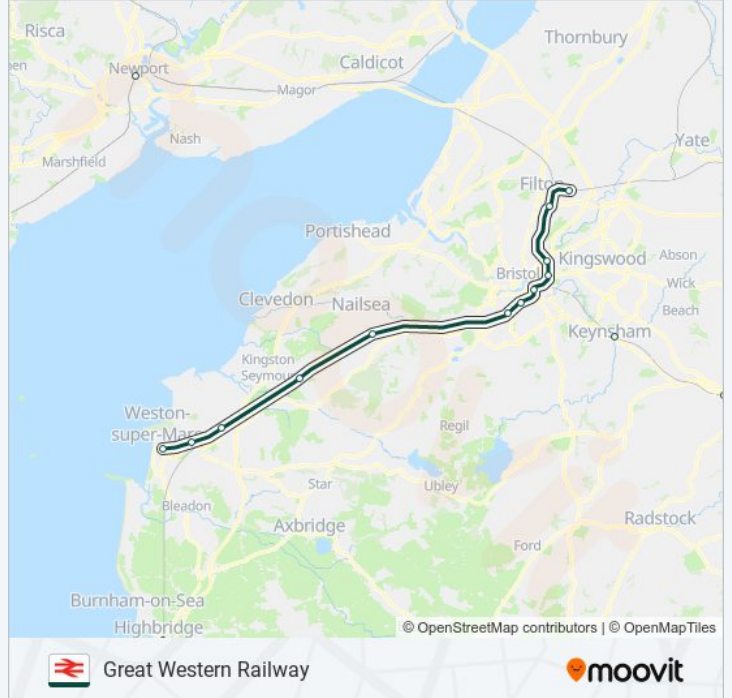 Risca
Thornbury
Caldicot
en
Newport
Magor
Nash
Yate
Marshfield
Filton
Portishead
Kingswood
Abson
Bristol
Wick
Clevedon
Nailsea
Beach
Keynsham
Kingston
Seymour
Weston-
super-Mare
Regil
Star
Ubley
Bleadon
Axbridge
Radstock
Ford
Burnham-on-Sea
Highbridge
© OpenStreetMap contributors | © OpenMapTiles
Great Western Railway
moovit